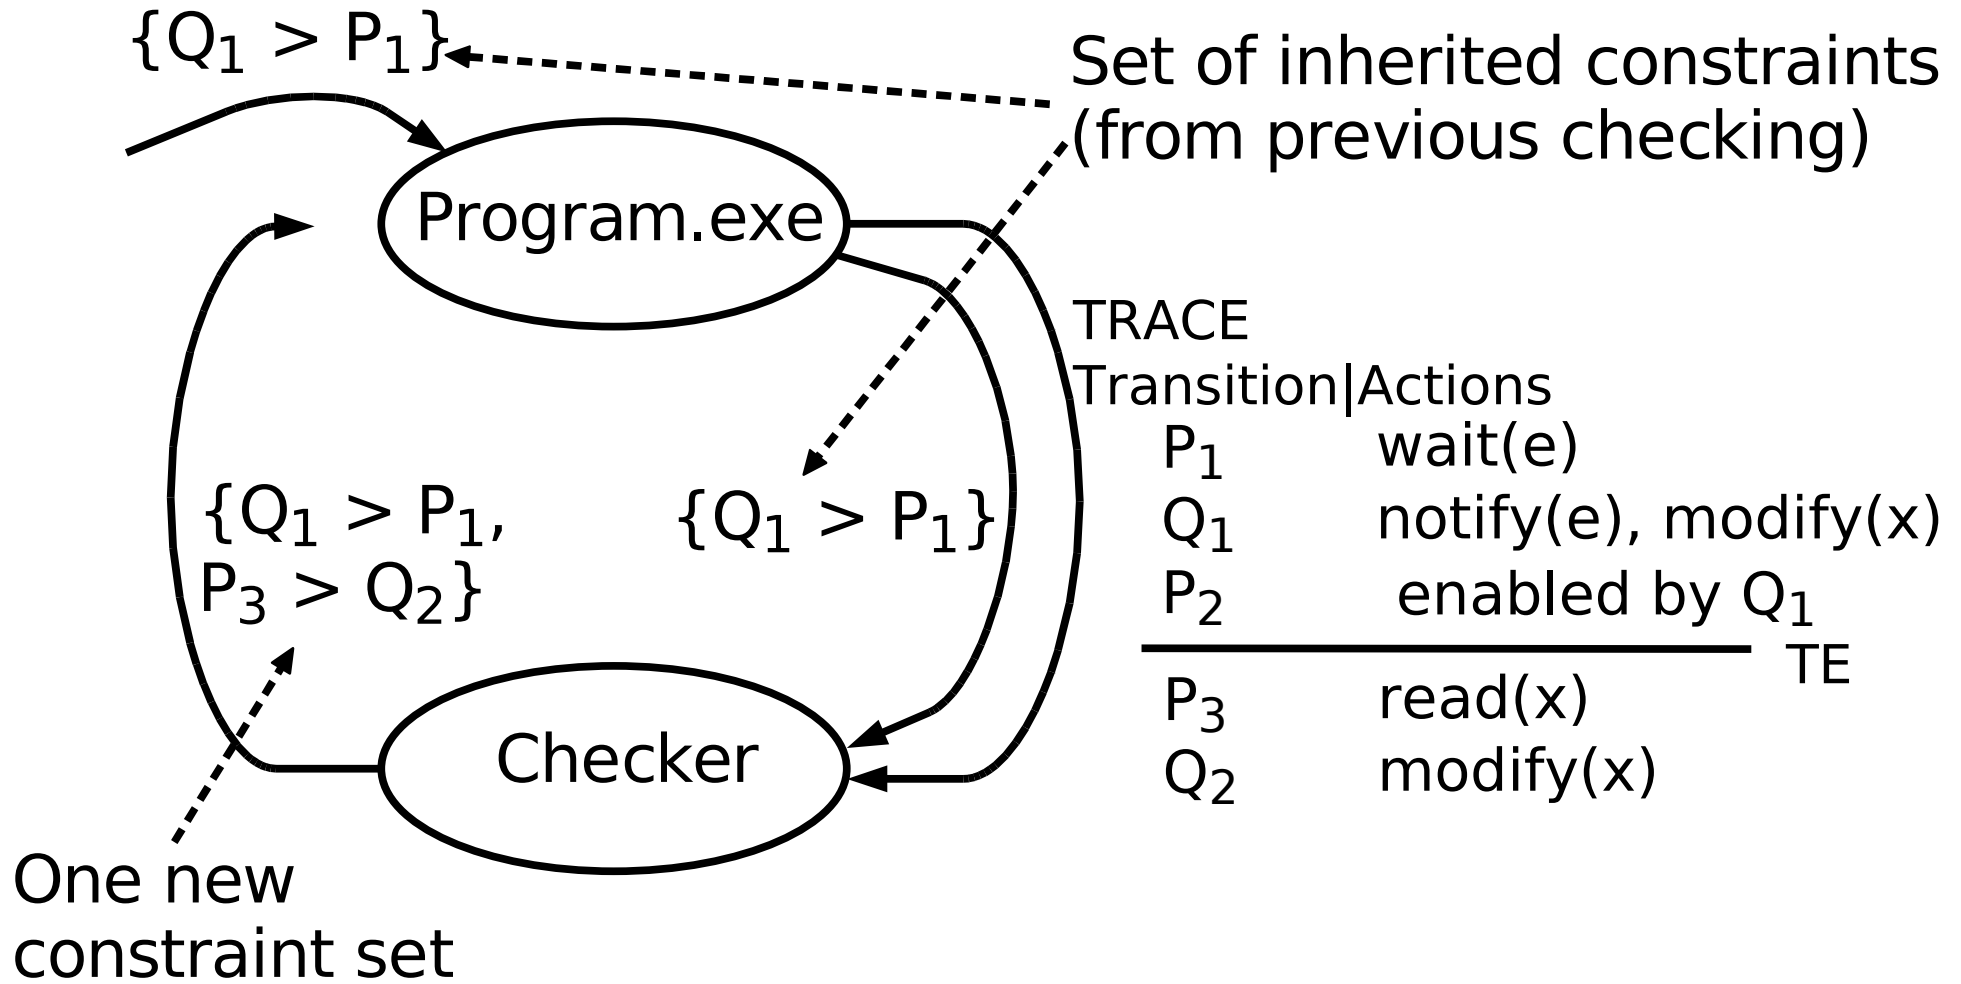 {Q₁ > P₁}
Set of inherited constraints
(from previous checking)
Program.exe
TRACE
Transition|Actions
P₁ wait(e)
Q₁ notify(e), modify(x)
P₂ enabled by Q₁
TE
P₃ read(x)
Q₂ modify(x)
{Q₁ > P₁,
P₃ > Q₂}
{Q₁ > P₁}
Checker
One new
constraint set